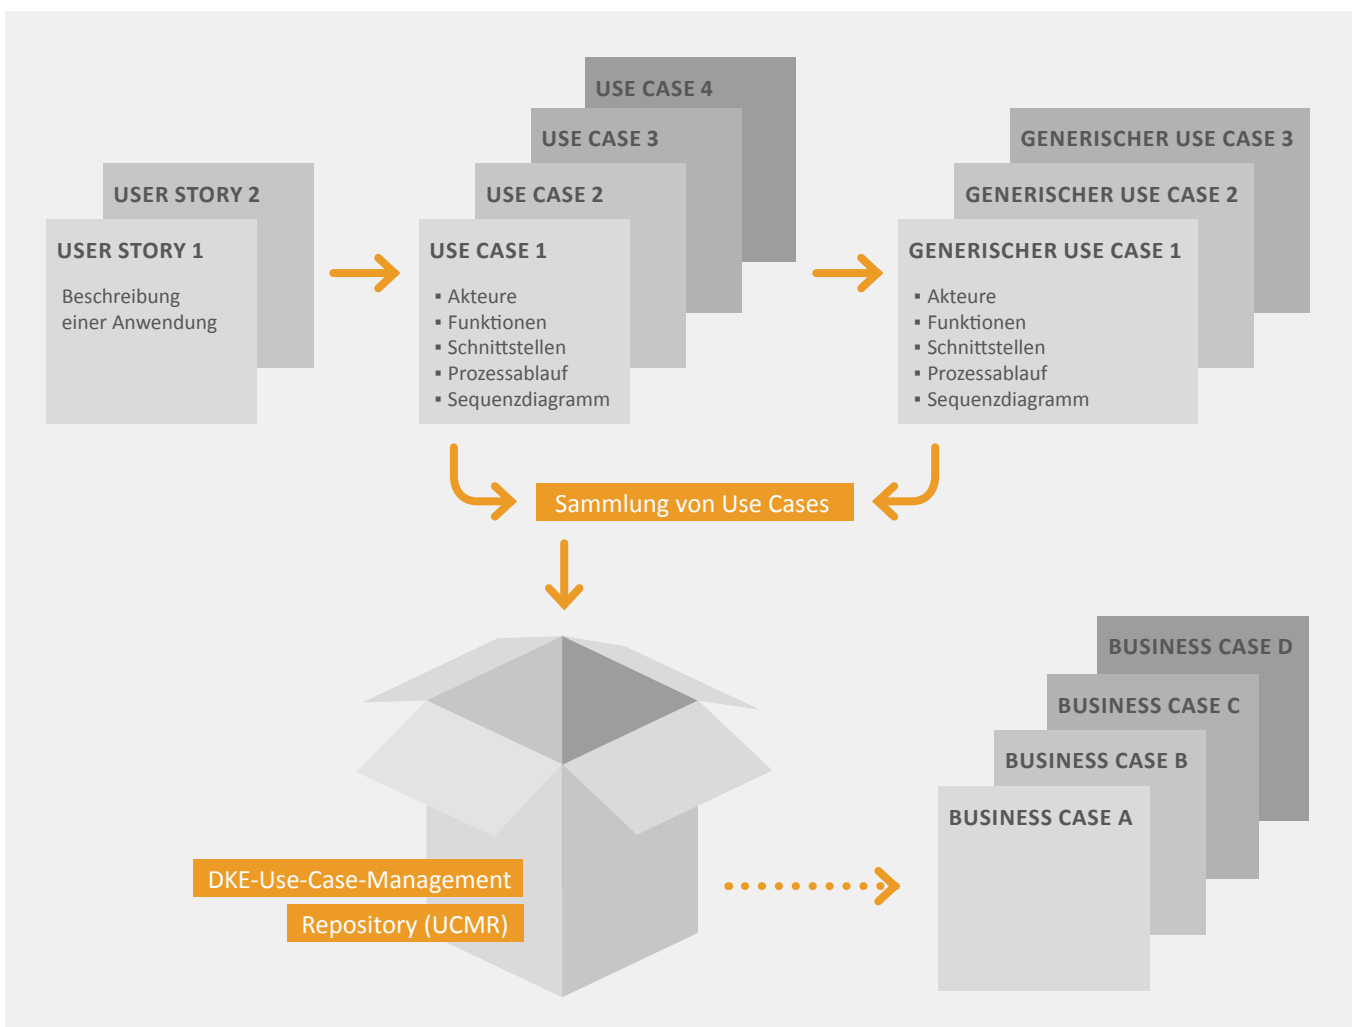 USER STORY 2
USER STORY 1
Beschreibung
einer Anwendung
USE CASE 4
USE CASE 3
USE CASE 2
USE CASE 1
▪ Akteure
▪ Funktionen
▪ Schnittstellen
▪ Prozessablauf
▪ Sequenzdiagramm
GENERISCHER USE CASE 3
GENERISCHER USE CASE 2
GENERISCHER USE CASE 1
▪ Akteure
▪ Funktionen
▪ Schnittstellen
▪ Prozessablauf
▪ Sequenzdiagramm
Sammlung von Use Cases
DKE-Use-Case-Management
Repository (UCMR)
BUSINESS CASE D
BUSINESS CASE C
BUSINESS CASE B
BUSINESS CASE A